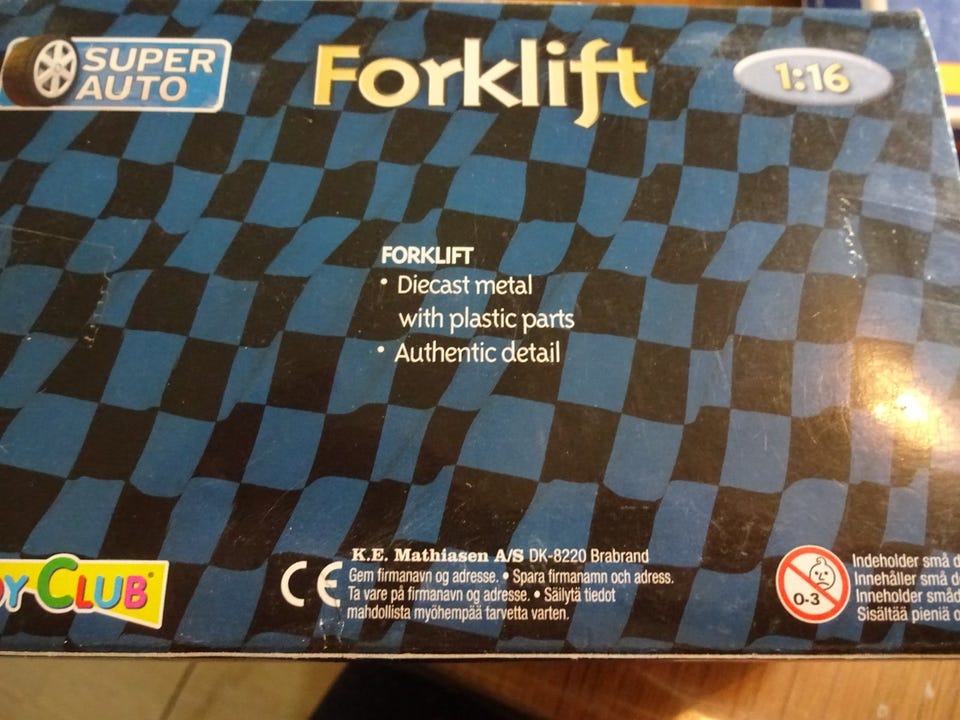 SUPER
AUTO
Forklift
1:16
FORKLIFT
• Diecast metal
with plastic parts
• Authentic detail
OY CLUB
CE
K.E. Mathiasen A/S DK-8220 Brabrand
Gem firmanavn og adresse. • Spara firmanamn och adress.
Ta vare på firmanavn og adresse. • Säilytä tiedot
mahdollista myöhempää tarvetta varten.
0-3
Indeholder små d
Innehåller små d
Inneholder småd
Sisältää pieniä o